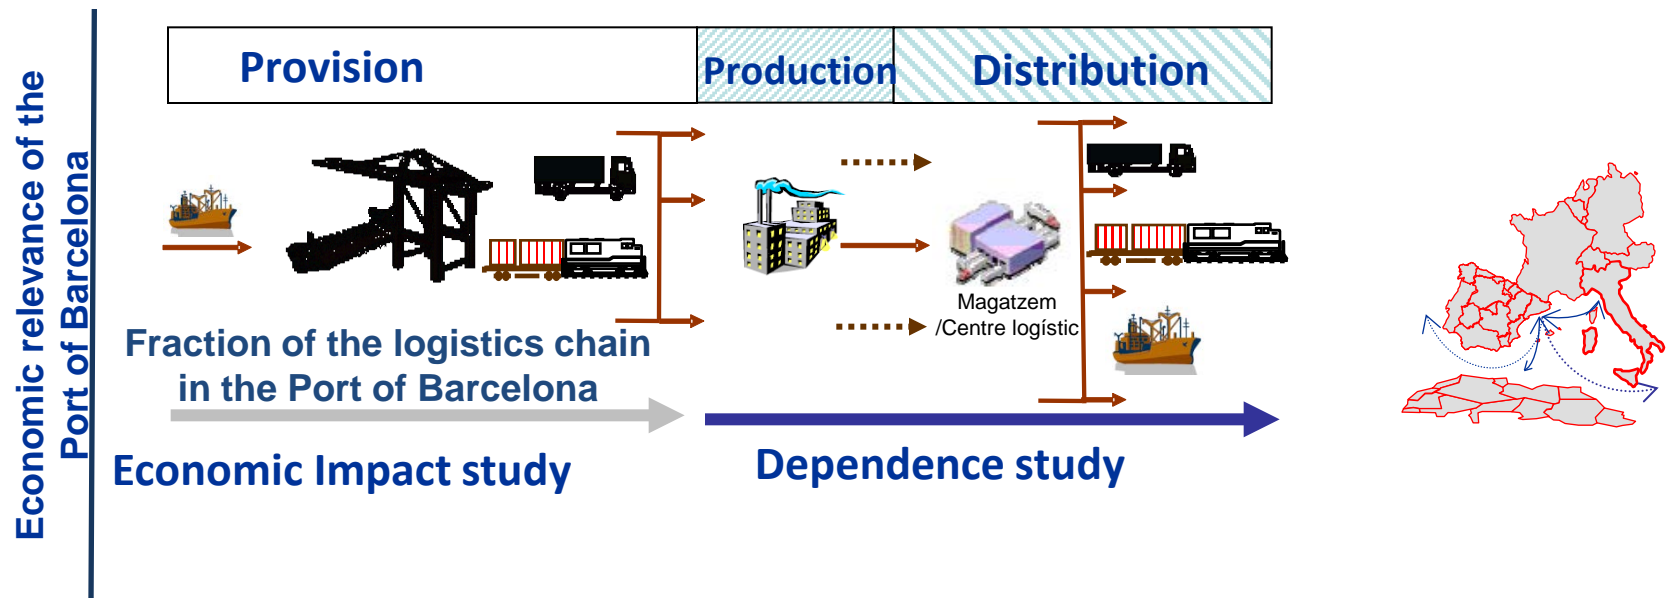 Economic relevance of the
Port of Barcelona
Provision
Production
Distribution
Magatzem
/Centre logístic
Fraction of the logistics chain
in the Port of Barcelona
Economic Impact study
Dependence study